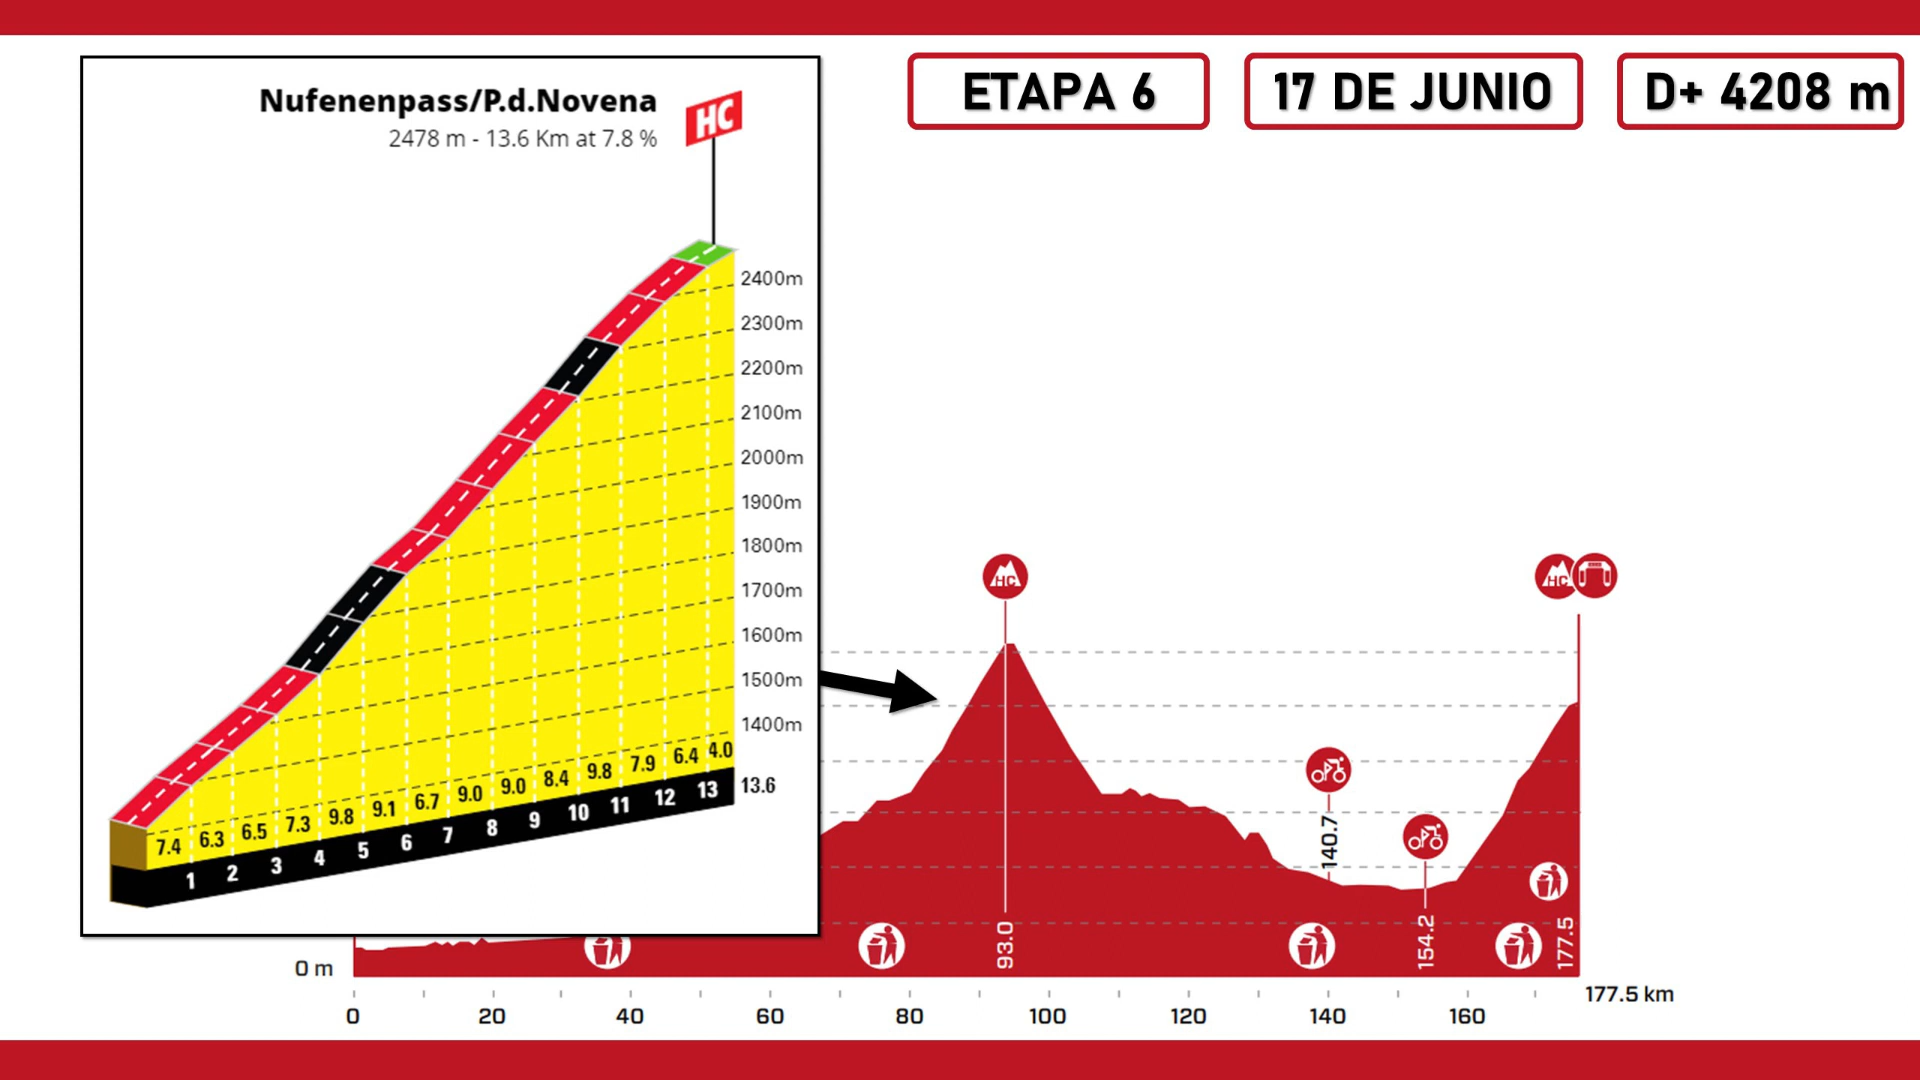 ETAPA 6
17 DE JUNIO
D+ 4208 m
Nufenenpass/P.d.Novena
2478 m - 13.6 Km at 7.8 %
HC
2400m
2300m
2200m
2100m
2000m
1900m
1800m
1700m
1600m
1500m
1400m
7.4 6.3 6.5 7.3 9.8 9.1 6.7 9.0 9.0 8.4 9.8 7.9 6.4 4.0
1 2 3 4 5 6 7 8 9 10 11 12 13 13.6
HC
HC
93.0
140.7
154.2
177.5
0 m
177.5 km
0 20 40 60 80 100 120 140 160